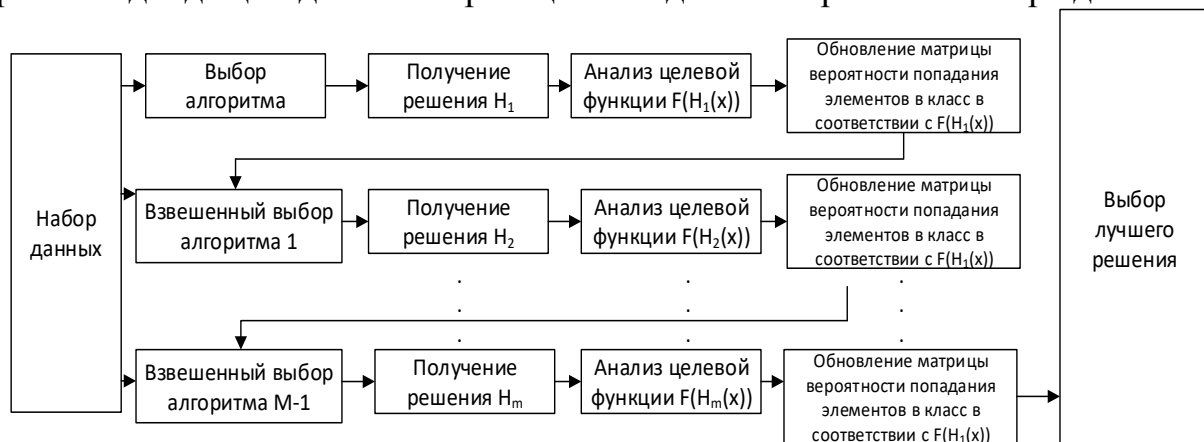 Набор
данных
Выбор
алгоритма
Получение
решения H₁
Анализ целевой
функции F(H₁(x))
Обновление матрицы
вероятности попадания
элементов в класс в
соответствии с F(H₁(x))
Взвешенный выбор
алгоритма 1
Получение
решения H₂
Анализ целевой
функции F(H₂(x))
Обновление матрицы
вероятности попадания
элементов в класс в
соответствии с F(H₁(x))
Взвешенный выбор
алгоритма M-1
Получение
решения Hₘ
Анализ целевой
функции F(Hₘ(x))
Обновление матрицы
вероятности попадания
элементов в класс в
соответствии с F(H₁(x))
Выбор
лучшего
решения